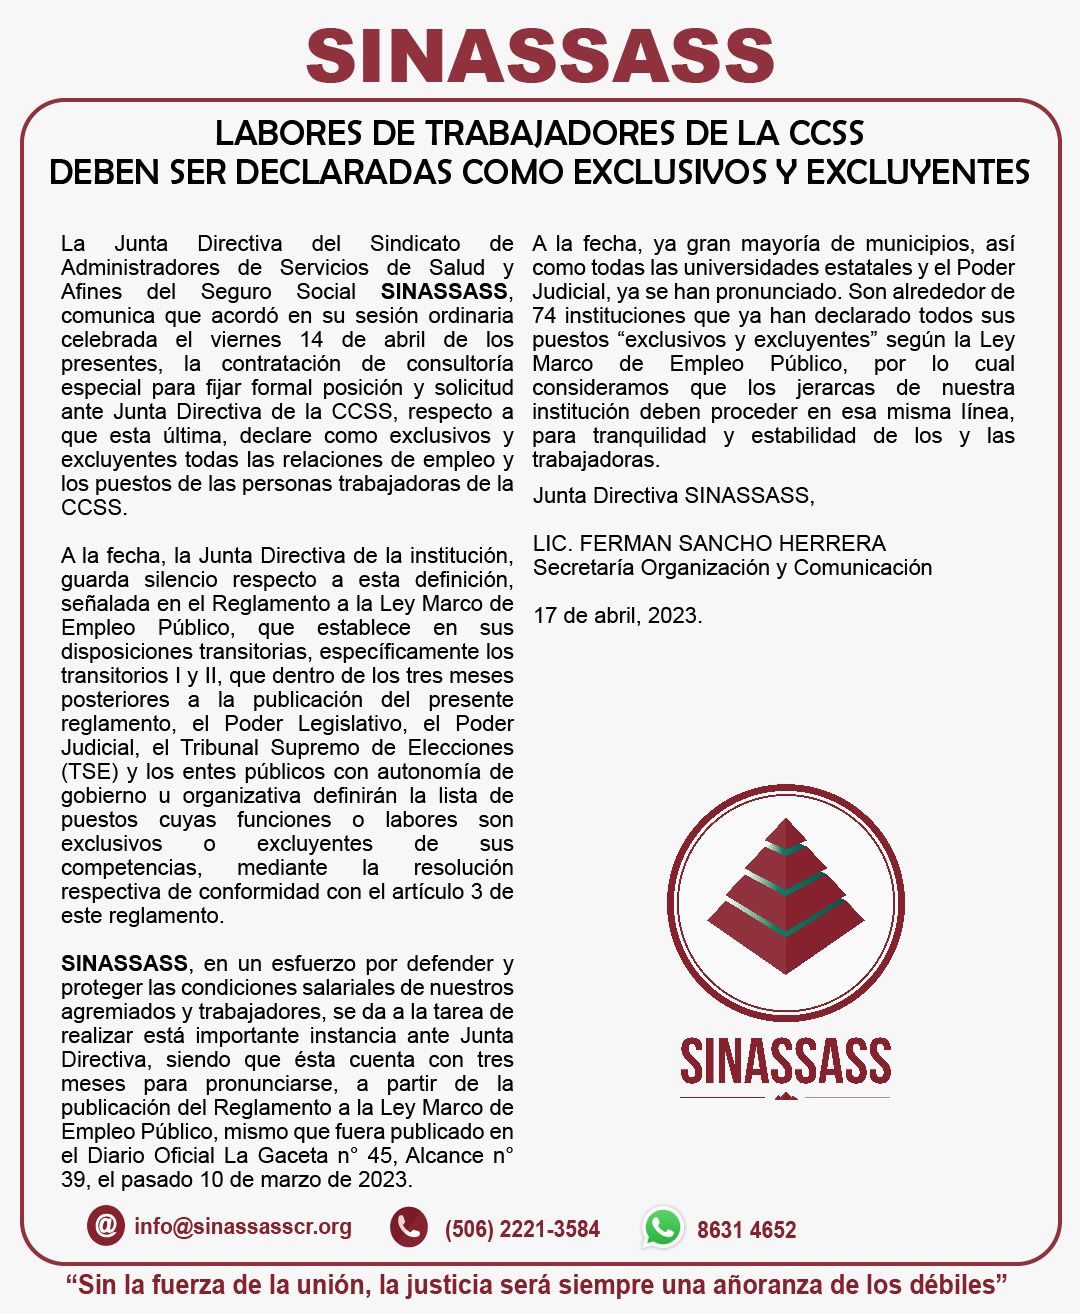 SINASSASS
LABORES DE TRABAJADORES DE LA CCSS
DEBEN SER DECLARADAS COMO EXCLUSIVOS Y EXCLUYENTES
La Junta Directiva del Sindicato de
Administradores de Servicios de Salud y
Afines del Seguro Social SINASSASS,
comunica que acordó en su sesión ordinaria
celebrada el viernes 14 de abril de los
presentes, la contratación de consultoría
especial para fijar formal posición y solicitud
ante Junta Directiva de la CCSS, respecto a
que esta última, declare como exclusivos y
excluyentes todas las relaciones de empleo y
los puestos de las personas trabajadoras de la
CCSS.
A la fecha, la Junta Directiva de la institución,
guarda silencio respecto a esta definición,
señalada en el Reglamento a la Ley Marco de
Empleo Público, que establece en sus
disposiciones transitorias, específicamente los
transitorios I y II, que dentro de los tres meses
posteriores a la publicación del presente
reglamento, el Poder Legislativo, el Poder
Judicial, el Tribunal Supremo de Elecciones
(TSE) y los entes públicos con autonomía de
gobierno u organizativa definirán la lista de
puestos cuyas funciones o labores son
exclusivos o excluyentes de sus
competencias, mediante la resolución
respectiva de conformidad con el artículo 3 de
este reglamento.
SINASSASS, en un esfuerzo por defender y
proteger las condiciones salariales de nuestros
agremiados y trabajadores, se da a la tarea de
realizar está importante instancia ante Junta
Directiva, siendo que ésta cuenta con tres
meses para pronunciarse, a partir de la
publicación del Reglamento a la Ley Marco de
Empleo Público, mismo que fuera publicado en
el Diario Oficial La Gaceta n° 45, Alcance n°
39, el pasado 10 de marzo de 2023.
A la fecha, ya gran mayoría de municipios, así
como todas las universidades estatales y el Poder
Judicial, ya se han pronunciado. Son alrededor de
74 instituciones que ya han declarado todos sus
puestos “exclusivos y excluyentes” según la Ley
Marco de Empleo Público, por lo cual
consideramos que los jerarcas de nuestra
institución deben proceder en esa misma línea,
para tranquilidad y estabilidad de los y las
trabajadoras.
Junta Directiva SINASSASS,
LIC. FERMAN SANCHO HERRERA
Secretaría Organización y Comunicación
17 de abril, 2023.
SINASSASS
@ info@sinassasscr.org (506) 2221-3584 8631 4652
“Sin la fuerza de la unión, la justicia será siempre una añoranza de los débiles”